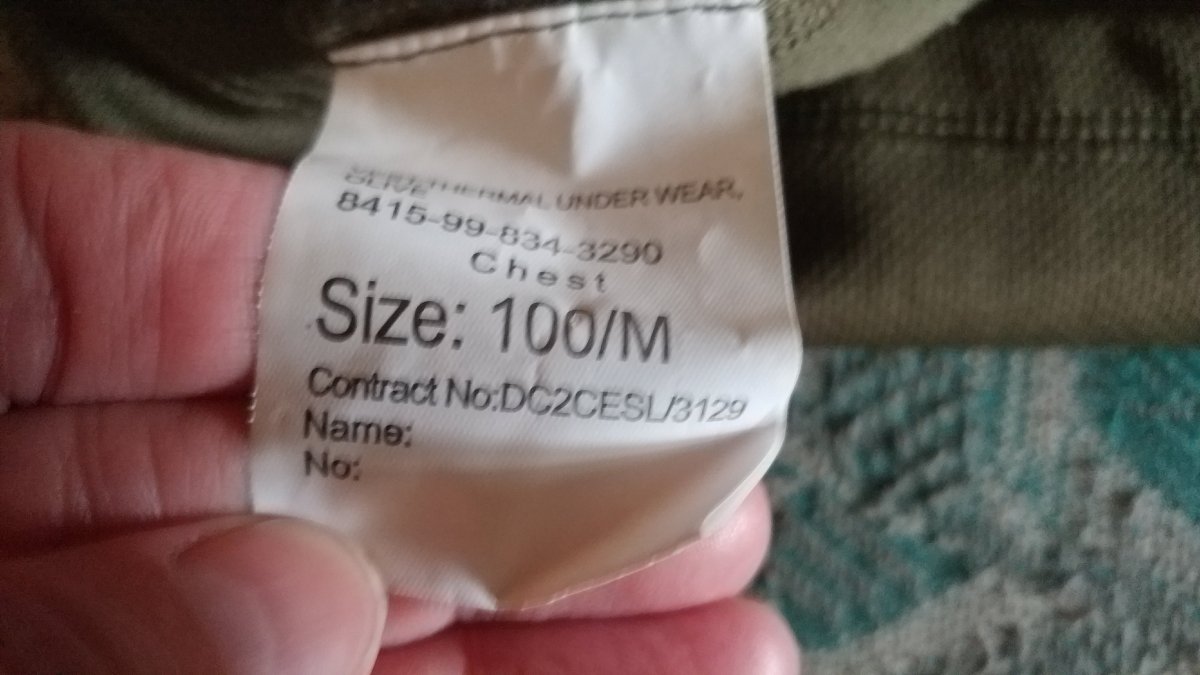 THERMAL UNDER WEAR,
8415-99-834-3290
Chest
Size: 100/M
Contract No:DC2CESL/3129
Name:
No: